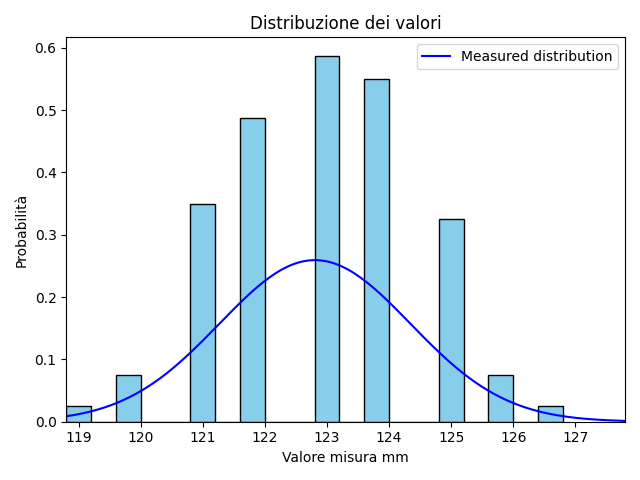 Distribuzione dei valori
Measured distribution
Probabilità
0.6
0.5
0.4
0.3
0.2
0.1
0.0
119 120 121 122 123 124 125 126 127
Valore misura mm